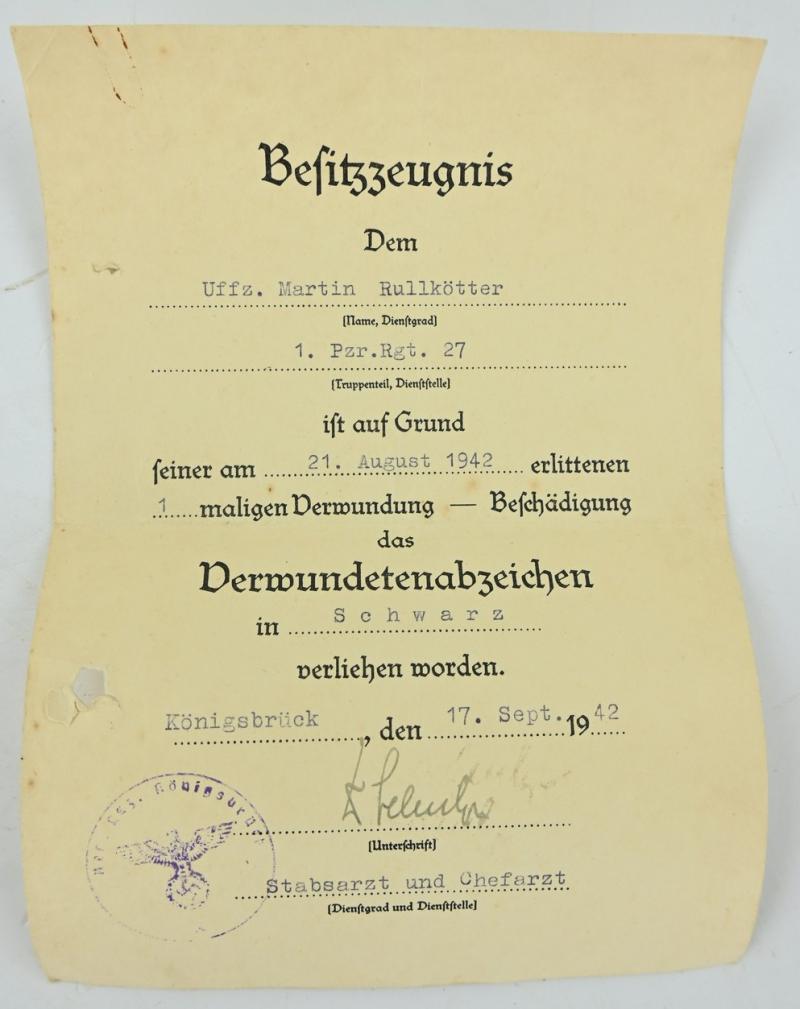 Besitzzeugnis
Dem
Uffz. Martin Rullkötter
(Name, Dienstgrad)
1. Pzr.Rgt. 27
(Truppenteil, Dienststelle)
ist auf Grund
seiner am 21. August 1942 erlittenen
1 maligen Verwundung — Beschädigung
das
Verwundetenabzeichen
in Schwarz
verliehen worden.
Königsbrück, den 17. Sept. 1942
(Unterschrift)
Stabsarzt und Chefarzt
(Dienstgrad und Dienststelle)